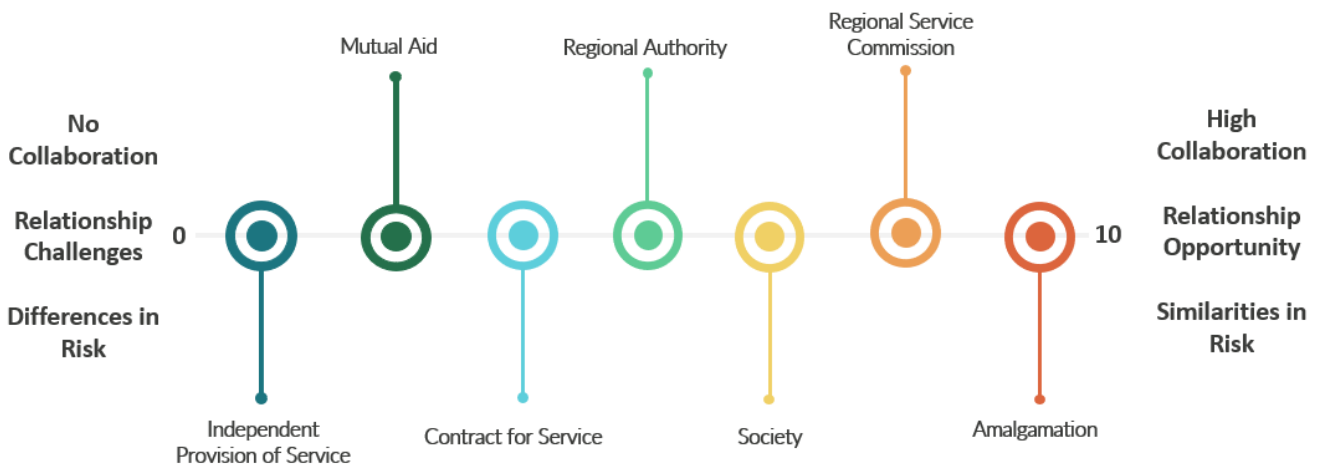 Regional Service
Commission
Mutual Aid
Regional Authority
No
Collaboration
High
Collaboration
Relationship
Challenges
0
10
Relationship
Opportunity
Differences in
Risk
Similarities in
Risk
Independent
Provision of Service
Contract for Service
Society
Amalgamation